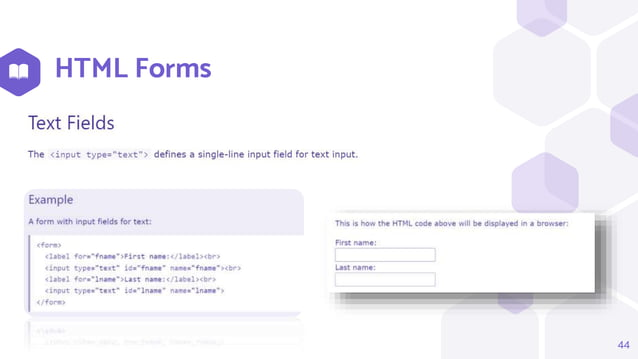 HTML Forms
Text Fields
The <input type="text"> defines a single-line input field for text input.
Example
A form with input fields for text:
<form>
<label for="fname">First name:</label><br>
<input type="text" id="fname" name="fname"><br>
<label for="lname">Last name:</label><br>
<input type="text" id="lname" name="lname">
</form>
This is how the HTML code above will be displayed in a browser:
First name:
Last name:
44